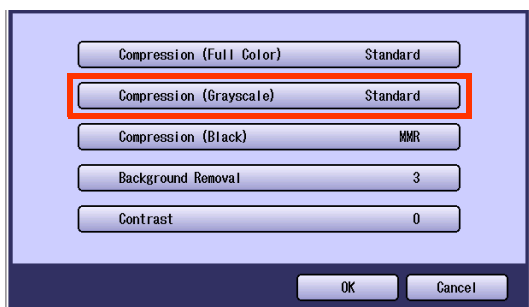 Compression (Full Color) Standard
Compression (Grayscale) Standard
Compression (Black) MMR
Background Removal 3
Contrast 0
OK Cancel